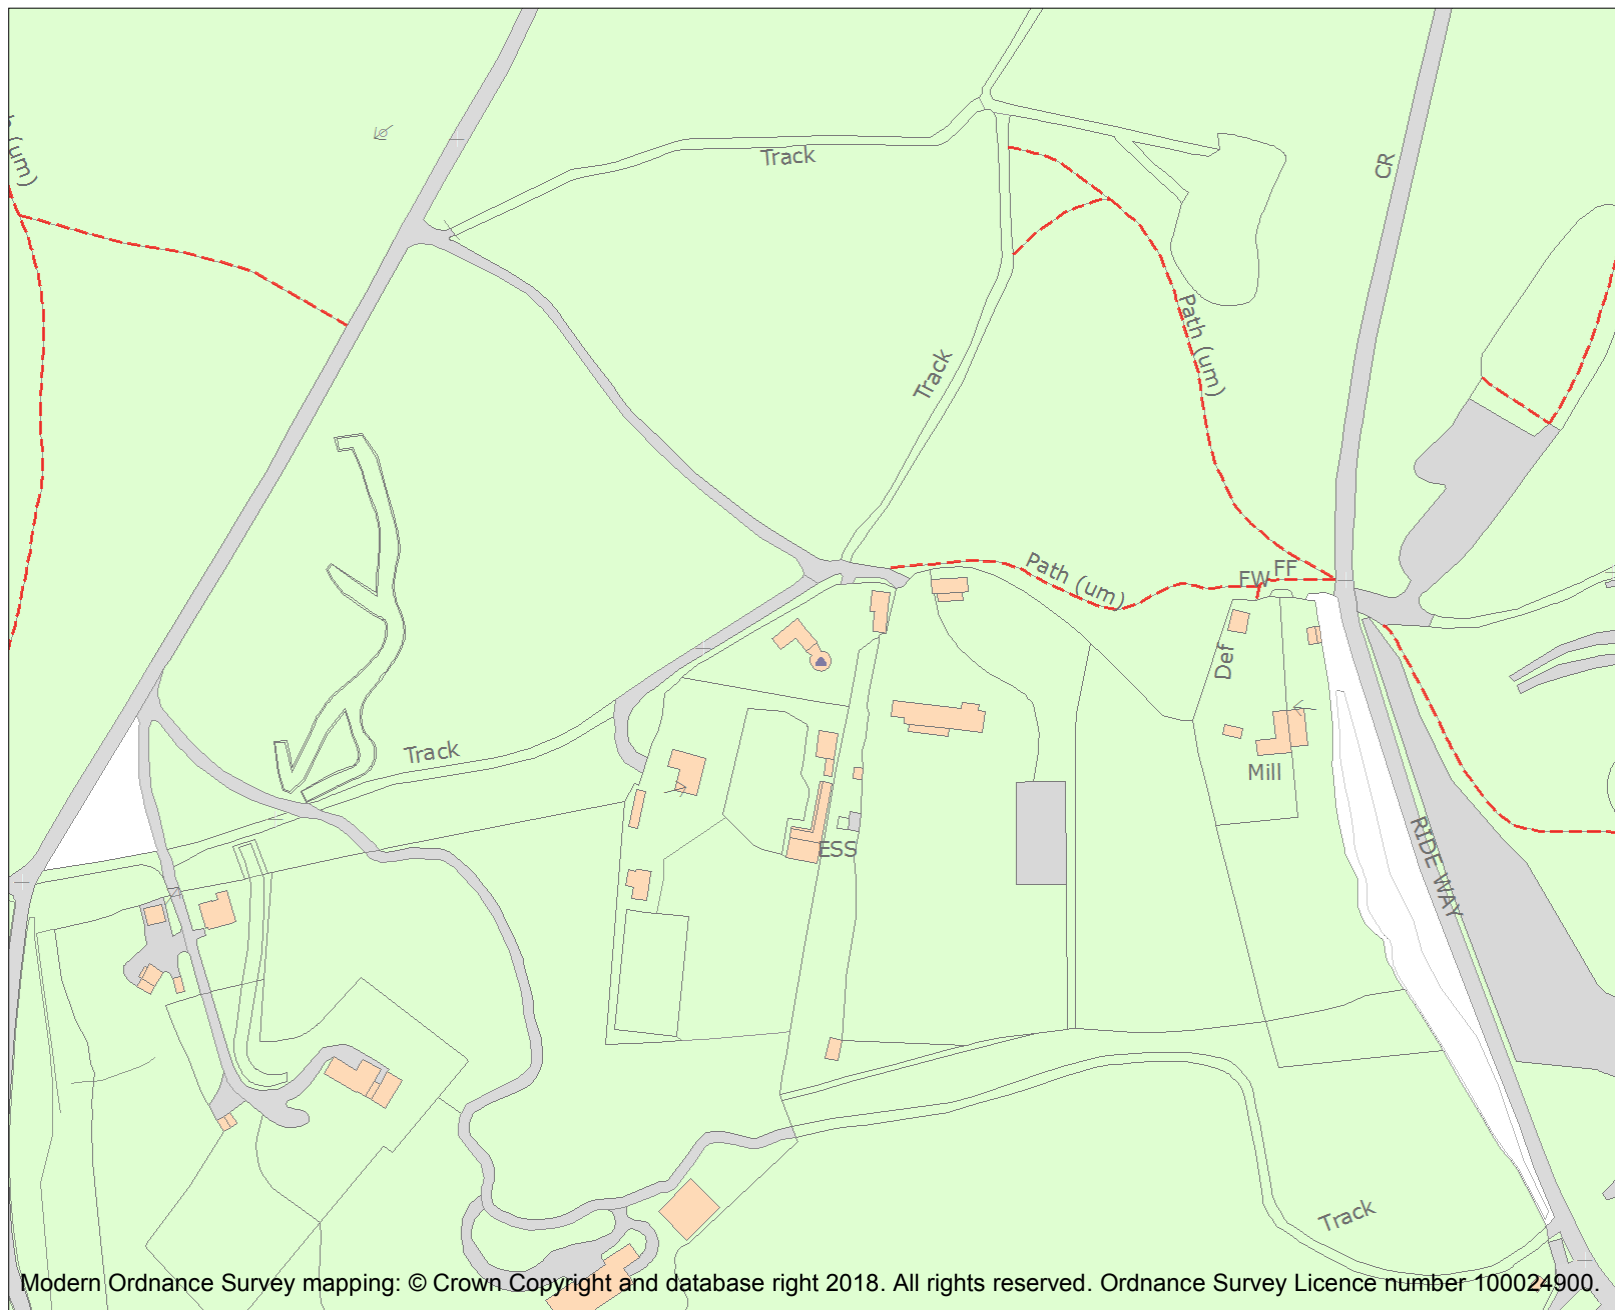 (um)
Track
CR
Path (um)
Track
Path (um)
FW
FF
Def
Track
Mill
RIDE WAY
ESS
Track
Modern Ordnance Survey mapping: © Crown Copyright and database right 2018. All rights reserved. Ordnance Survey Licence number 100024900.